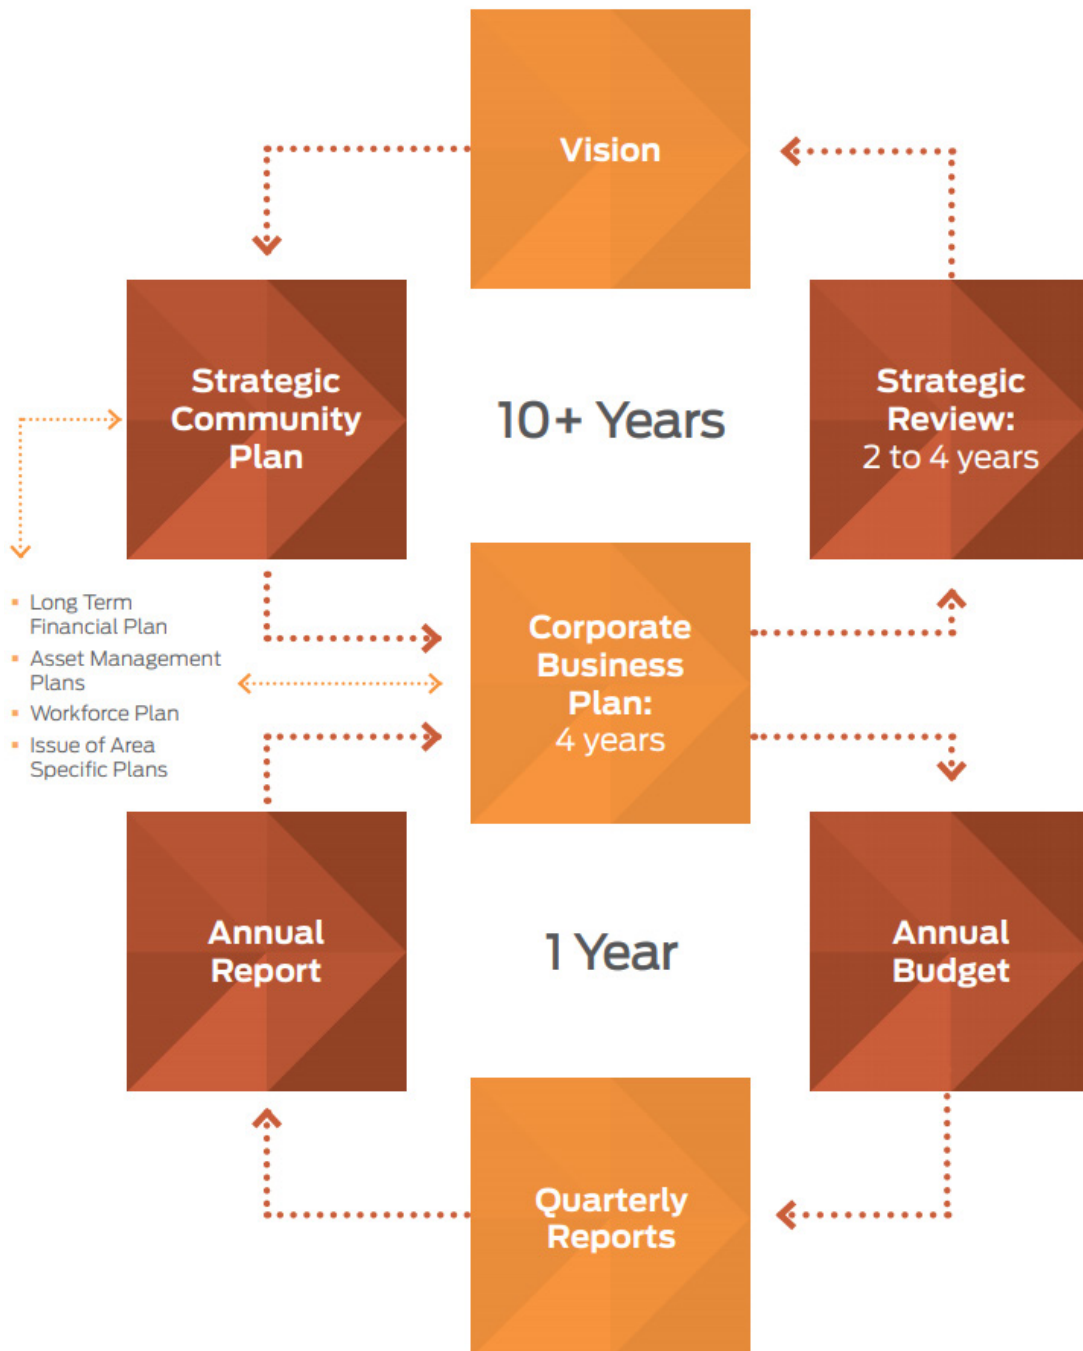 Vision
Strategic
Community
Plan
10+ Years
Strategic
Review:
2 to 4 years
Long Term
Financial Plan
Asset Management
Plans
Workforce Plan
Issue of Area
Specific Plans
Corporate
Business
Plan:
4 years
Annual
Report
1 Year
Annual
Budget
Quarterly
Reports